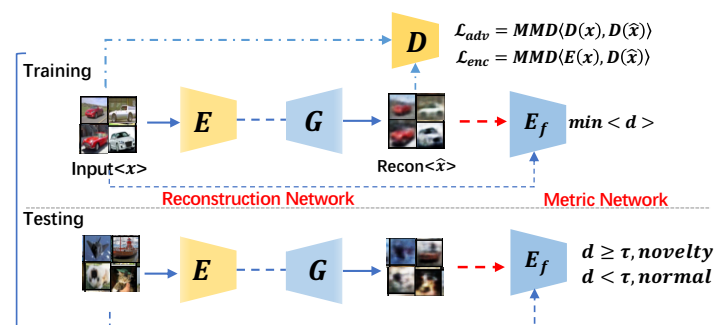 D
ℒ_adv = MMD⟨D(x), D(x̂)⟩
ℒ_enc = MMD⟨E(x), D(x̂)⟩
Training
E
G
E_f
min < d >
Input<x>
Recon<x̂>
Reconstruction Network
Metric Network
Testing
E
G
E_f
d ≥ τ, novelty
d < τ, normal